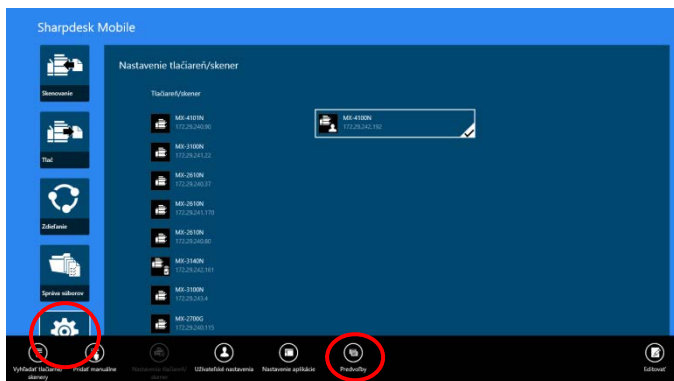 Sharpdesk Mobile
Nastavenie tlačiareň/skener
Tlačiareň/skener
Skenovanie
Tlač
Zdieľanie
Správa súborov
MX-4101N
172.29.240.90
MX-3100N
172.29.241.22
MX-2610N
172.29.240.37
MX-2610N
172.29.241.170
MX-2610N
172.29.240.80
MX-3140N
172.29.242.161
MX-3100N
172.29.243.4
MX-2700G
172.29.240.115
MX-4100N
172.29.242.192
Vyhľadať tlačiarne/
skenery
Pridať manuálne
Nastavenie tlačiareň/
skener
Užívateľské nastavenia
Nastavenie aplikácie
Predvoľby
Editovať